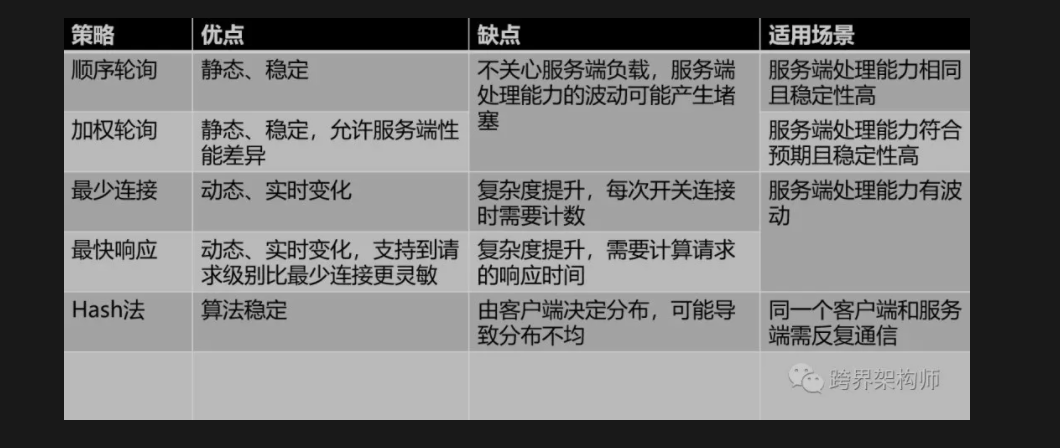 策略 优点 缺点 适用场景
顺序轮询 静态、稳定 不关心服务端负载，服务端 服务端处理能力相同
处理能力的波动可能产生堵 且稳定性高
塞
加权轮询 静态、稳定，允许服务端性 服务端处理能力符合
能差异 预期且稳定性高
最少连接 动态、实时变化 复杂度提升，每次开关连接 服务端处理能力有波
时需要计数 动
最快响应 动态、实时变化，支持到请 复杂度提升，需要计算请求
求级别比最少连接更灵敏 的响应时间
Hash法 算法稳定 由客户端决定分布，可能导 同一个客户端和服务
致分布不均 端需反复通信
跨界架构师